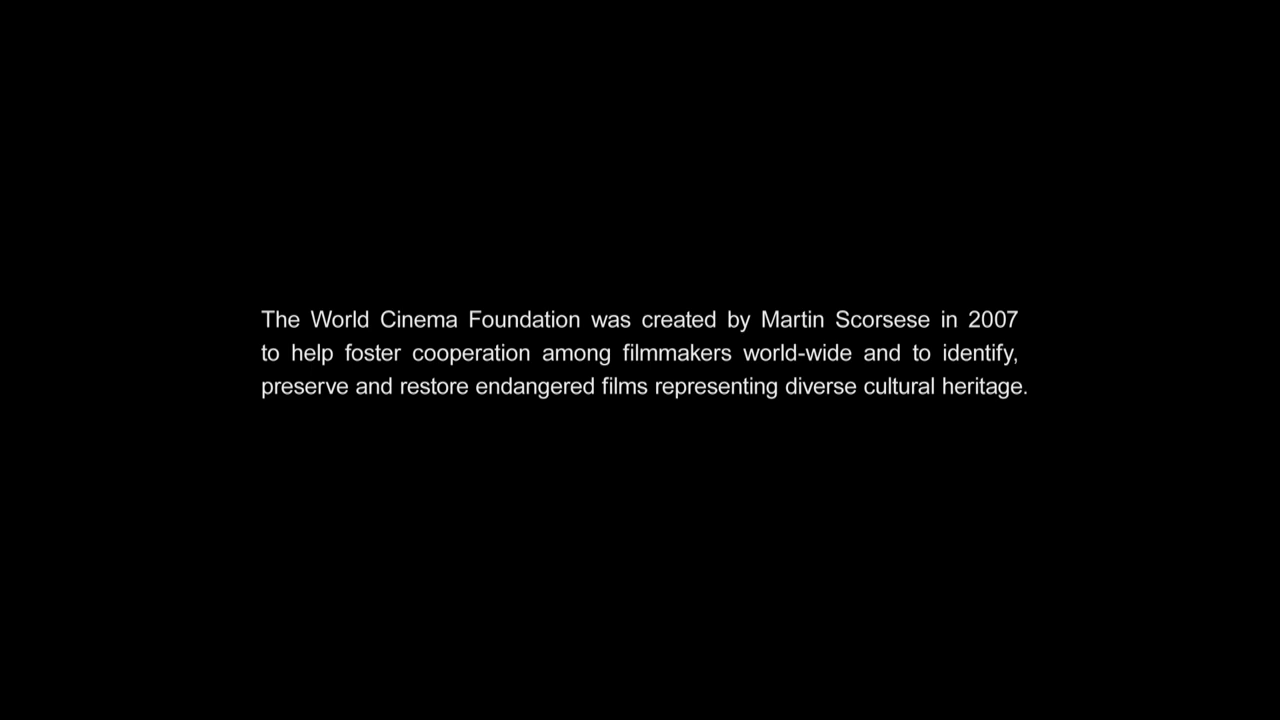 The World Cinema Foundation was created by Martin Scorsese in 2007
to help foster cooperation among filmmakers world-wide and to identify,
preserve and restore endangered films representing diverse cultural heritage.